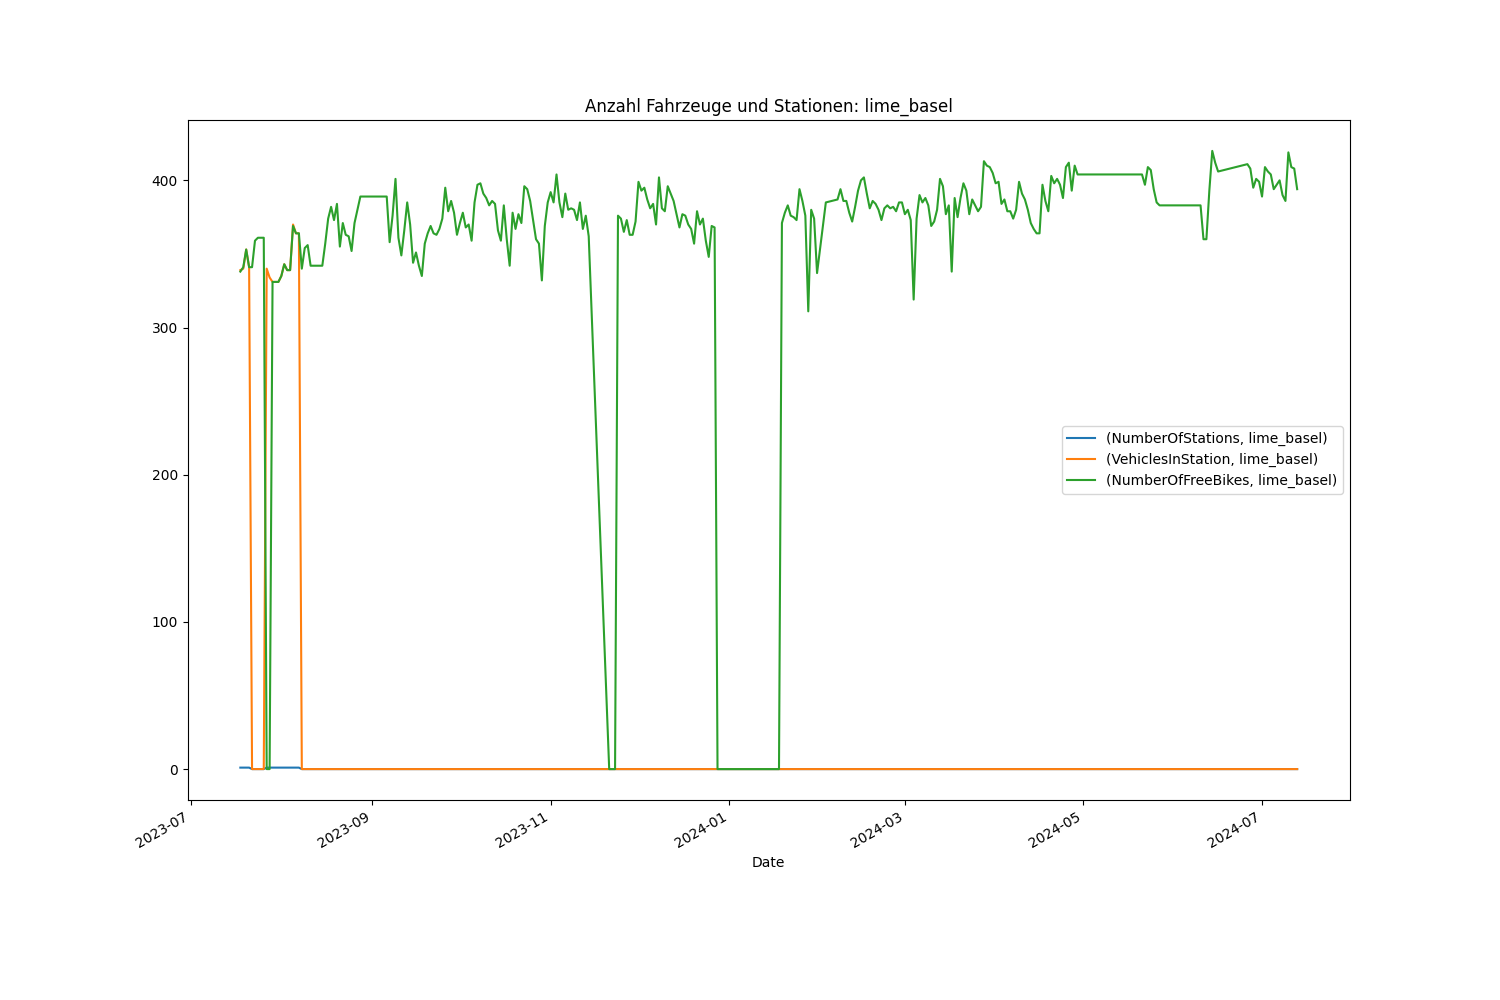 Anzahl Fahrzeuge und Stationen: lime_basel
400
300
200
100
0
(NumberOfStations, lime_basel)
(VehiclesInStation, lime_basel)
(NumberOfFreeBikes, lime_basel)
2023-07
2023-09
2023-11
2024-01
2024-03
2024-05
2024-07
Date